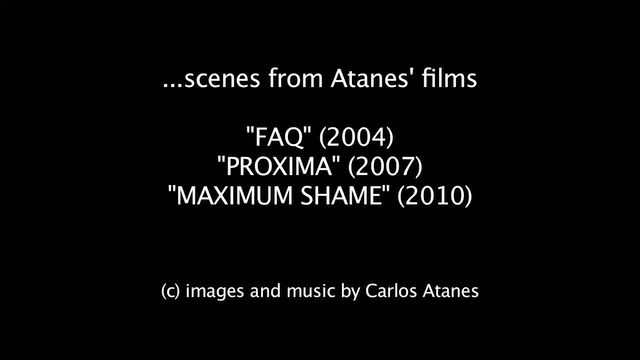 ...scenes from Atanes' films
"FAQ" (2004)
"PROXIMA" (2007)
"MAXIMUM SHAME" (2010)
(c) images and music by Carlos Atanes